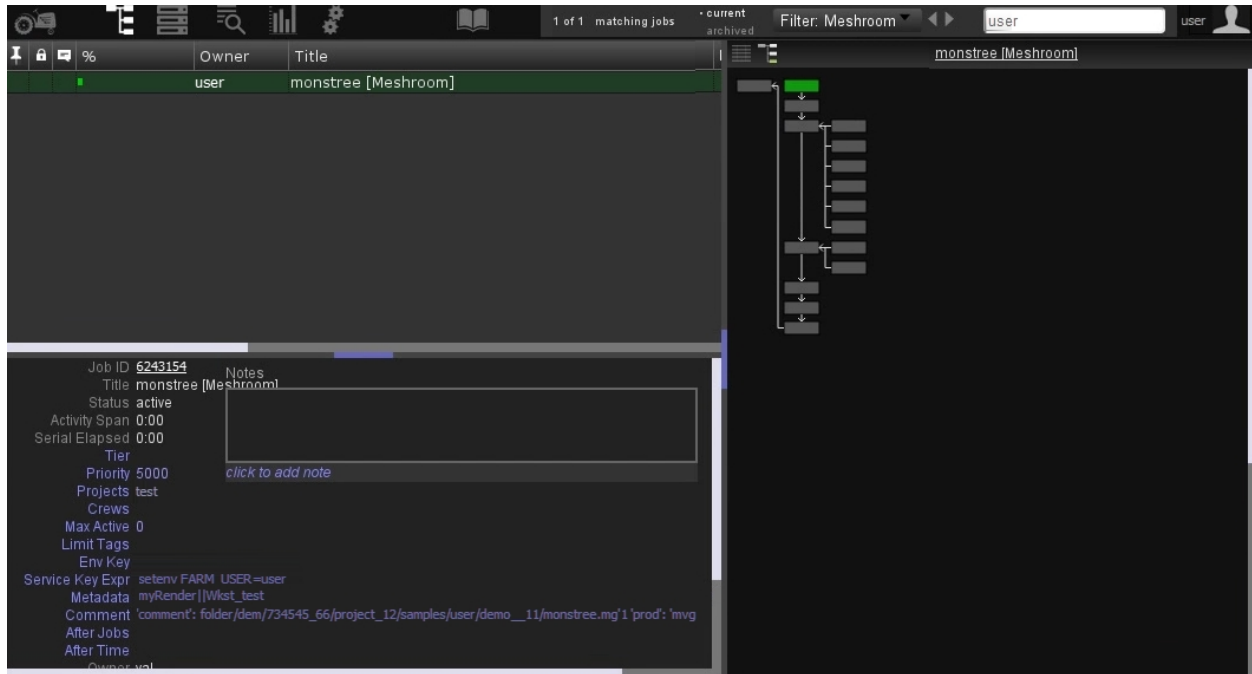 1 of 1 matching jobs
current
archived
Filter: Meshroom
user
user
%
Owner
Title
user
monstree [Meshroom]
monstree [Meshroom]
Job ID 6243154
Title monstree [Meshroom]
Status active
Activity Span 0:00
Serial Elapsed 0:00
Tier
Priority 5000
Projects test
Crews
Max Active 0
Limit Tags
Env Key
Service Key Expr setenv FARM USER=user
Metadata myRender||Wkst_test
Comment 'comment': folder/dem/734545_66/project_12/samples/user/demo__11/monstree.mg'1 'prod': 'mvg
After Jobs
After Time
Owner val
Notes
click to add note